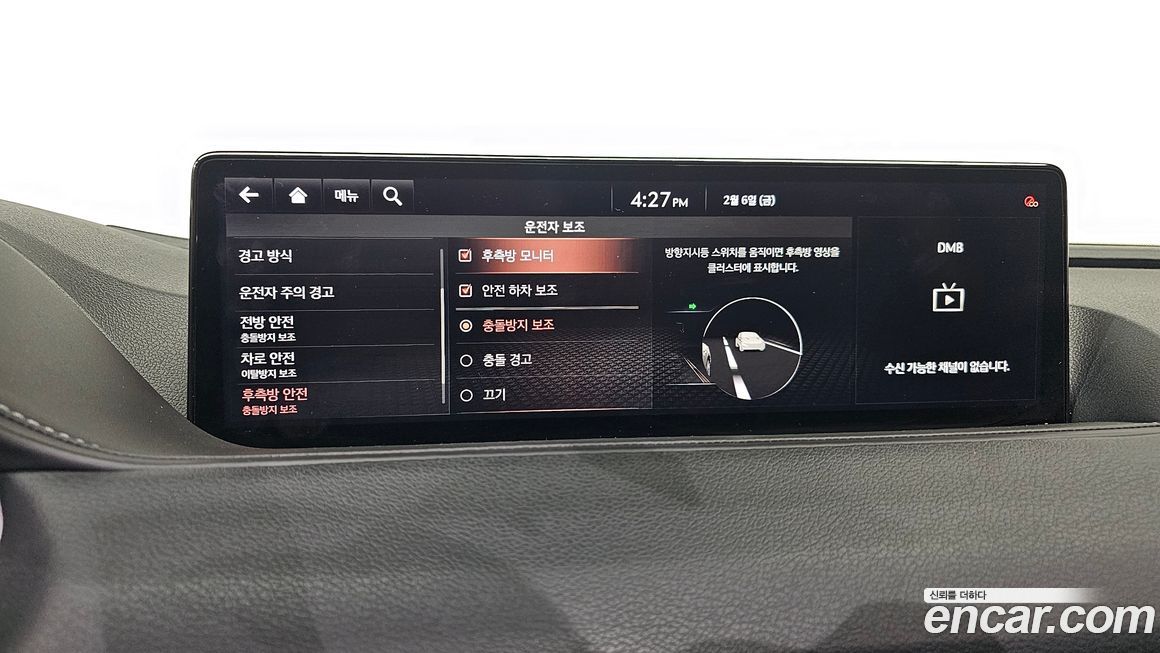 메뉴
4:27 PM
2월 6일 (금)
운전자 보조
경고 방식
운전자 주의 경고
전방 안전
충돌방지 보조
차로 안전
이탈방지 보조
후측방 안전
충돌방지 보조
후측방 모니터
안전 하차 보조
충돌방지 보조
충돌 경고
끄기
방향지시등 스위치를 움직이면 후측방 영상을
클러스터에 표시합니다.
DMB
수신 가능한 채널이 없습니다.
신뢰를 더하다
encar.com